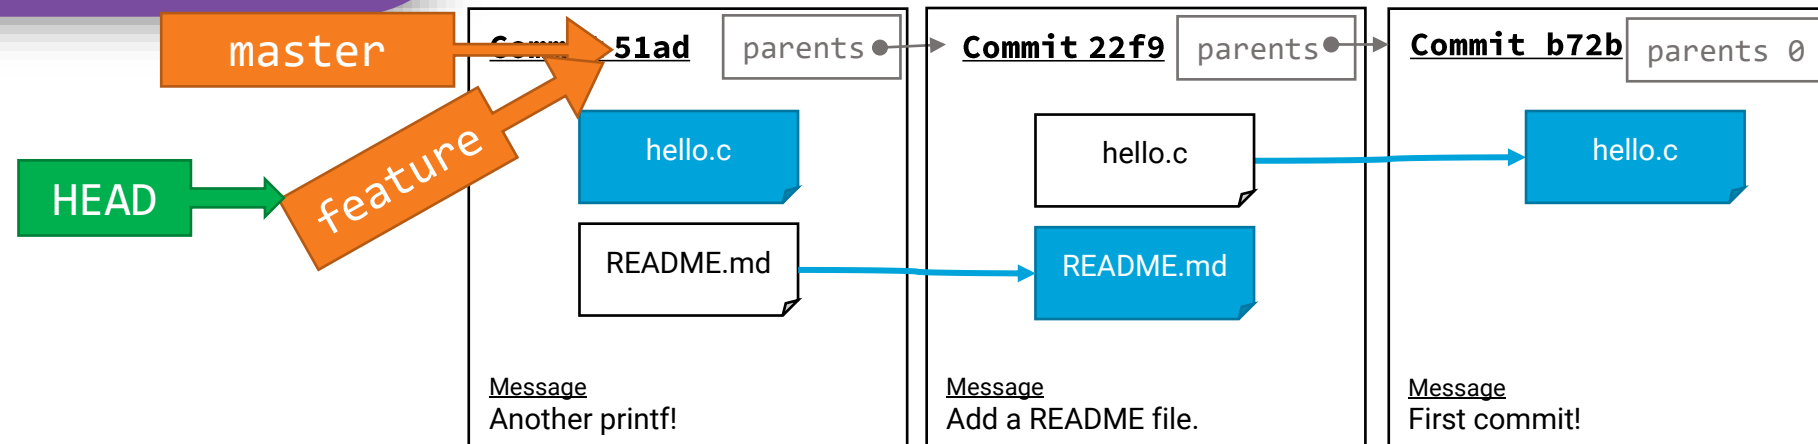 master
HEAD
feature
Commit 51ad
parents
hello.c
README.md
Message
Another printf!
Commit 22f9
parents
hello.c
README.md
Message
Add a README file.
Commit b72b
parents 0
hello.c
Message
First commit!